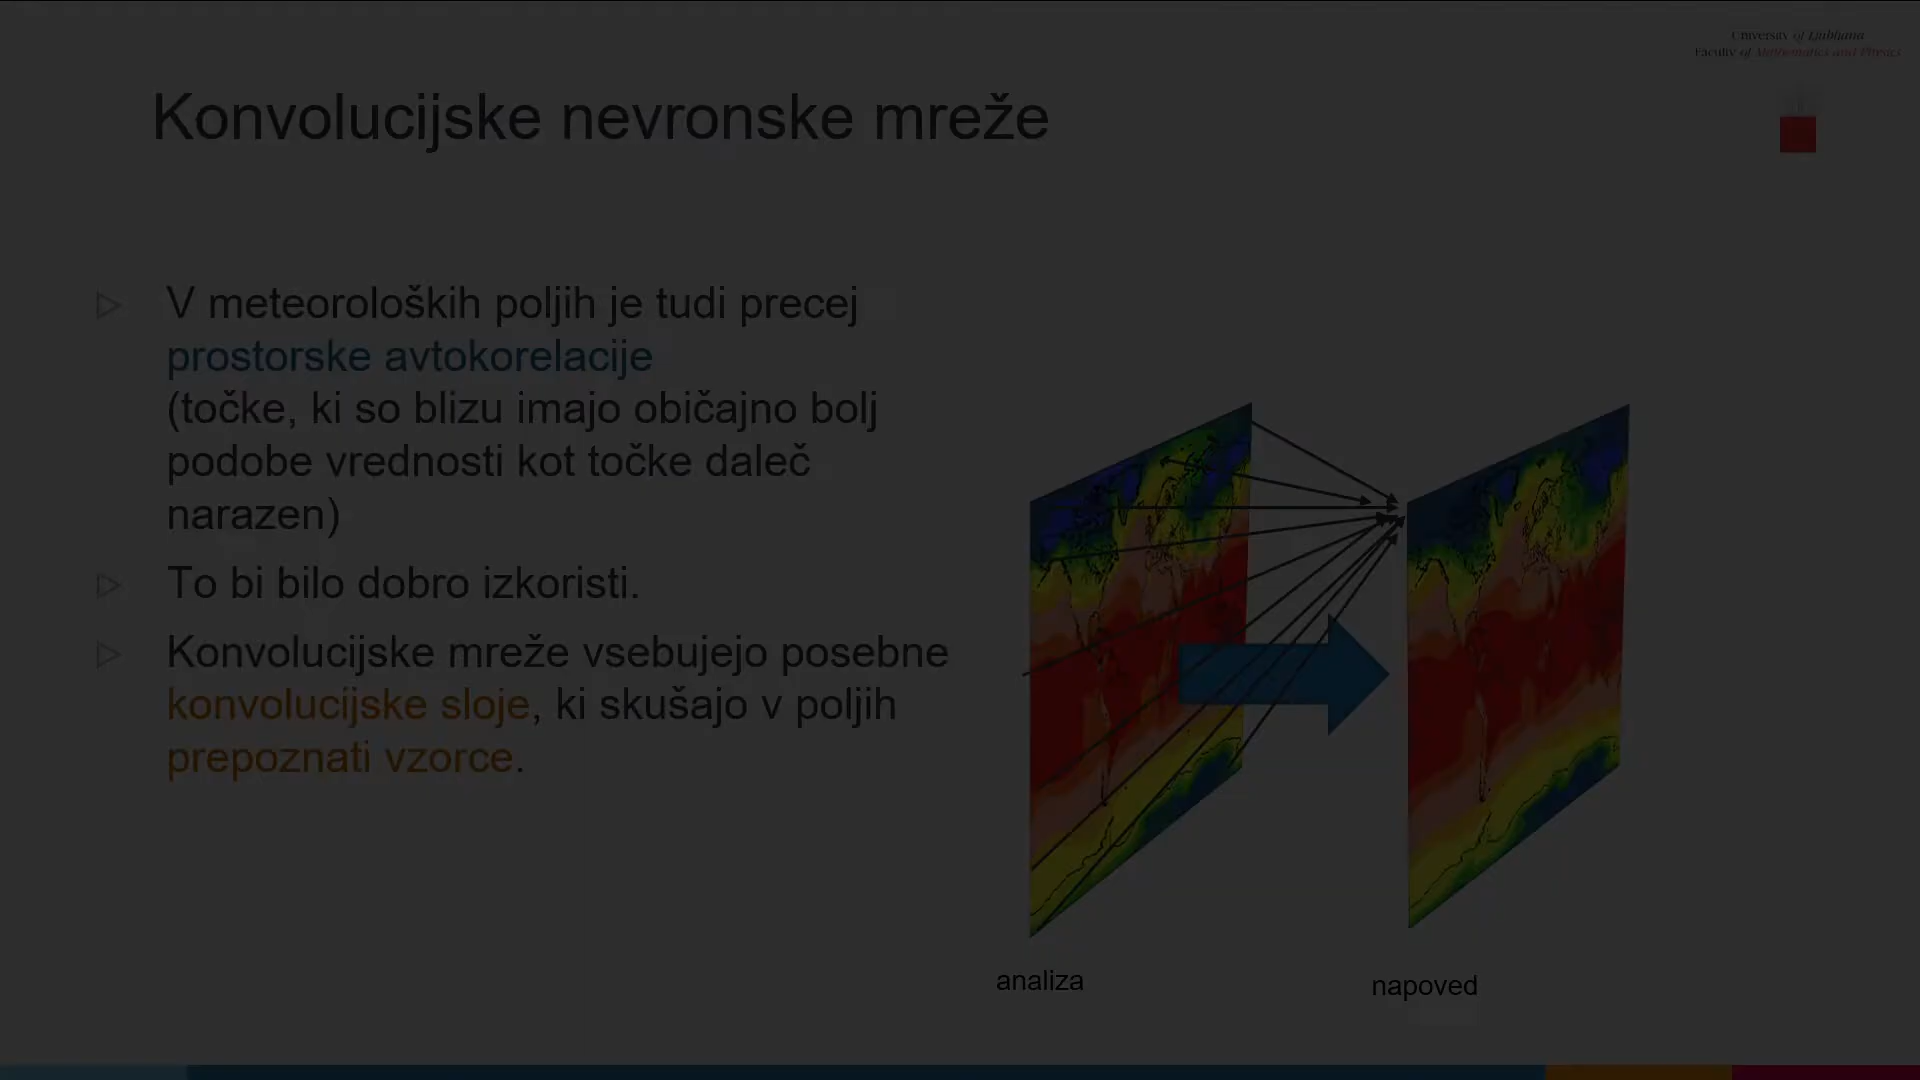 University of Ljubljana
Faculty of Mathematics and Physics
Konvolucijske nevronske mreže
V meteoroloških poljih je tudi precej
prostorske avtokorelacije
(točke, ki so blizu imajo običajno bolj
podobe vrednosti kot točke daleč
narazen)
To bi bilo dobro izkoristi.
Konvolucijske mreže vsebujejo posebne
konvolucijske sloje, ki skušajo v poljih
prepoznati vzorce.
analiza
napoved